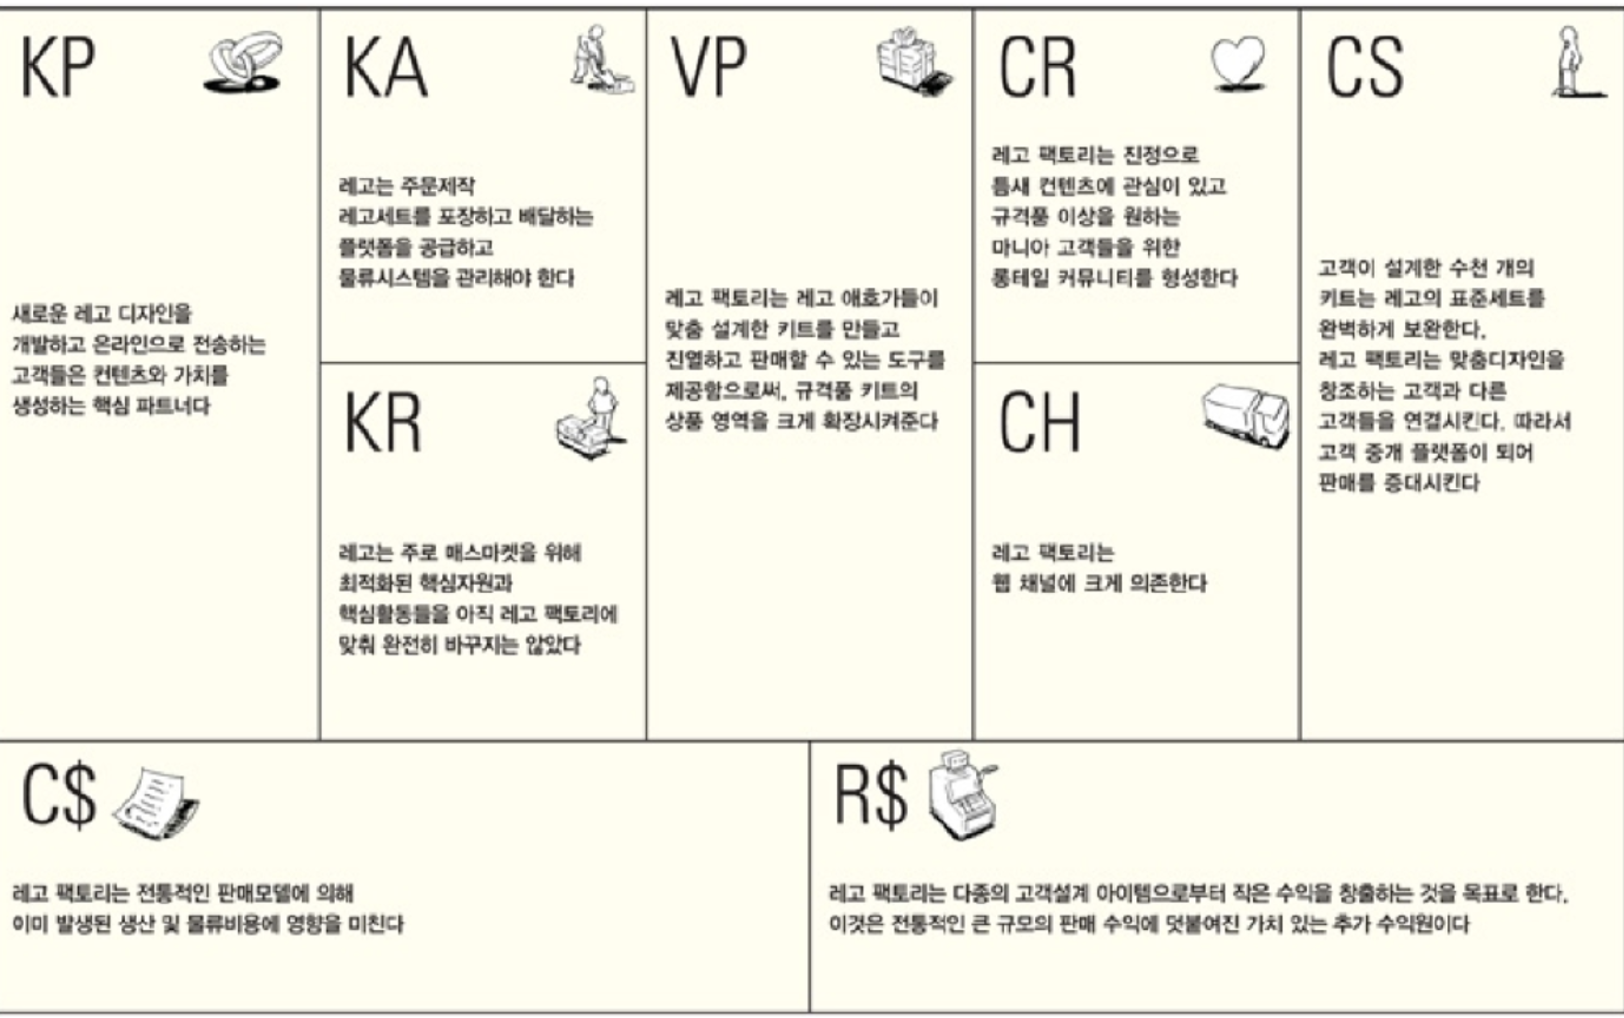 KP
새로운 레고 디자인을
개발하고 온라인으로 전송하는
고객들은 컨텐츠와 가치를
생성하는 핵심 파트너다
KA
레고는 주문제작
레고세트를 포장하고 배달하는
플랫폼을 공급하고
물류시스템을 관리해야 한다
KR
레고는 주로 매스마켓을 위해
최적화된 핵심자원과
핵심활동들을 아직 레고 팩토리에
맞춰 완전히 바꾸지는 않았다
VP
레고 팩토리는 레고 애호가들이
맞춤 설계한 키트를 만들고
진열하고 판매할 수 있는 도구를
제공함으로써, 규격품 키트의
상품 영역을 크게 확장시켜준다
CR
레고 팩토리는 진정으로
틈새 컨텐츠에 관심이 있고
규격품 이상을 원하는
마니아 고객들을 위한
롱테일 커뮤니티를 형성한다
CH
레고 팩토리는
웹 채널에 크게 의존한다
CS
고객이 설계한 수천 개의
키트는 레고의 표준세트를
완벽하게 보완한다.
레고 팩토리는 맞춤디자인을
창조하는 고객과 다른
고객들을 연결시킨다. 따라서
고객 중개 플랫폼이 되어
판매를 증대시킨다
C$
레고 팩토리는 전통적인 판매모델에 의해
이미 발생된 생산 및 물류비용에 영향을 미친다
R$
레고 팩토리는 다종의 고객설계 아이템으로부터 작은 수익을 창출하는 것을 목표로 한다.
이것은 전통적인 큰 규모의 판매 수익에 덧붙여진 가치 있는 추가 수익원이다